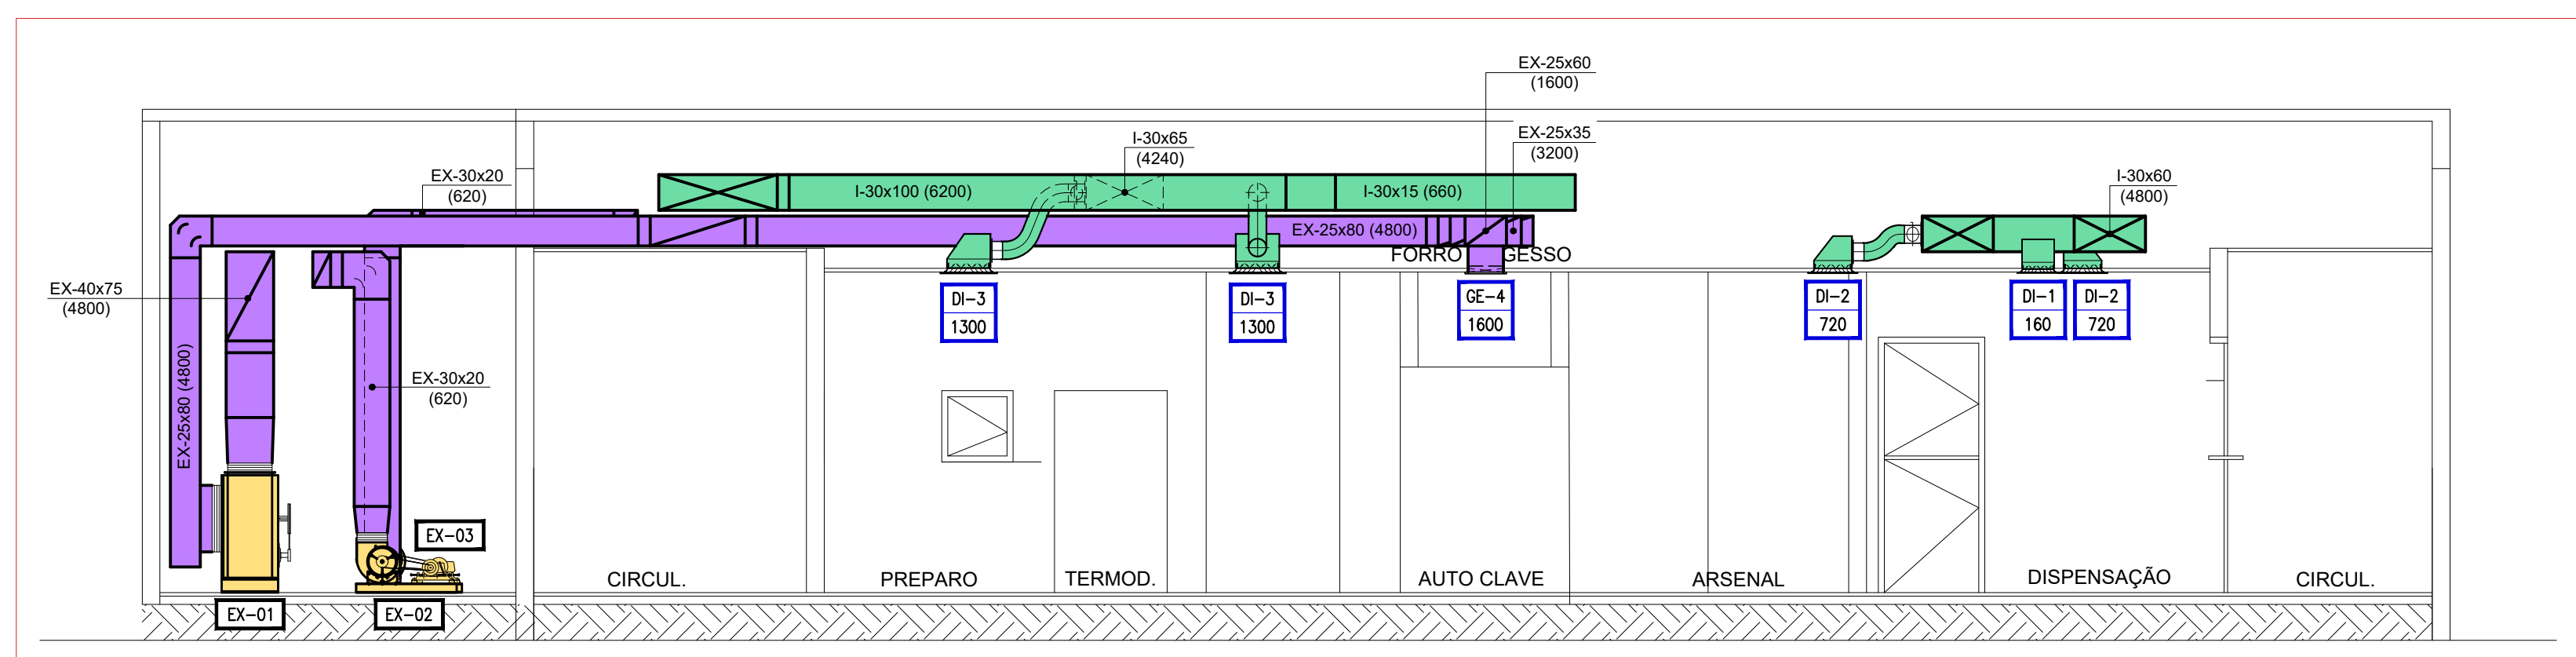 EX-25x60
(1600)
EX-25x35
(3200)
I-30x65
(4240)
EX-30x20
(620)
I-30x60
(4800)
I-30x100 (6200)
I-30x15 (660)
EX-25x80 (4800)
FORRO GESSO
EX-40x75
(4800)
DI-3
1300
DI-3
1300
GE-4
1600
DI-2
720
DI-1
160
DI-2
720
EX-25x80 (4800)
EX-30x20
(620)
EX-03
CIRCUL.
PREPARO
TERMOD.
AUTO CLAVE
ARSENAL
DISPENSAÇÃO
CIRCUL.
EX-01
EX-02